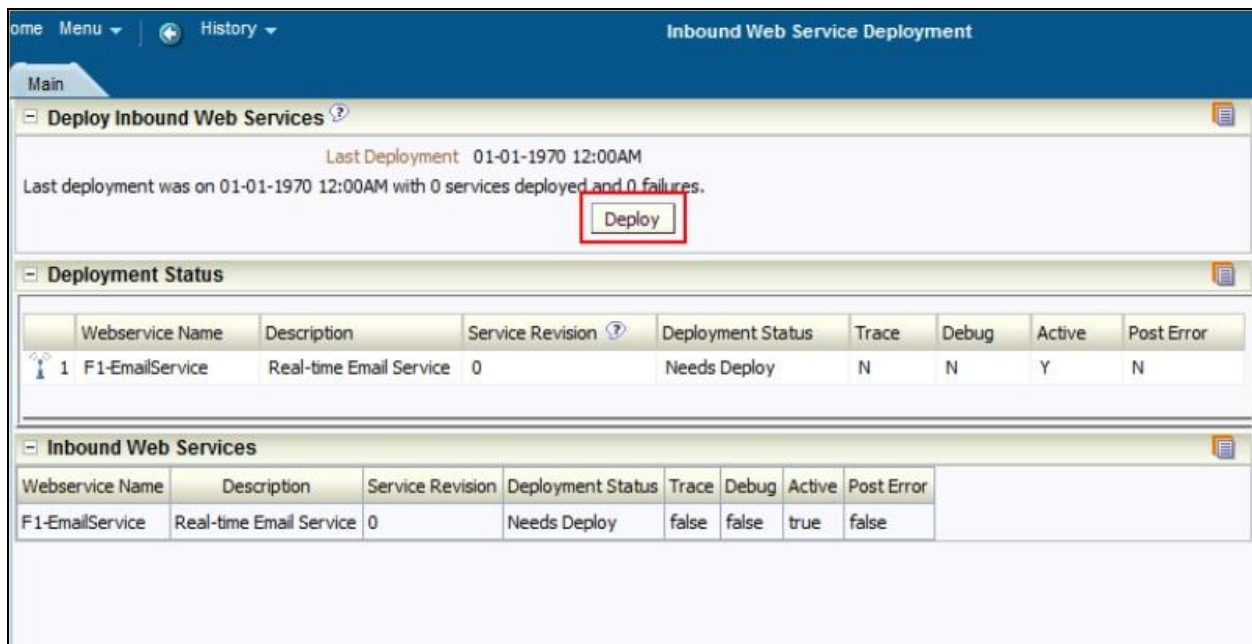 ome Menu History Inbound Web Service Deployment
Main
Deploy Inbound Web Services ?
Last Deployment 01-01-1970 12:00AM
Last deployment was on 01-01-1970 12:00AM with 0 services deployed and 0 failures.
Deploy
Deployment Status
Webservice Name Description Service Revision ? Deployment Status Trace Debug Active Post Error
1 F1-EmailService Real-time Email Service 0 Needs Deploy N N Y N
Inbound Web Services
Webservice Name Description Service Revision Deployment Status Trace Debug Active Post Error
F1-EmailService Real-time Email Service 0 Needs Deploy false false true false